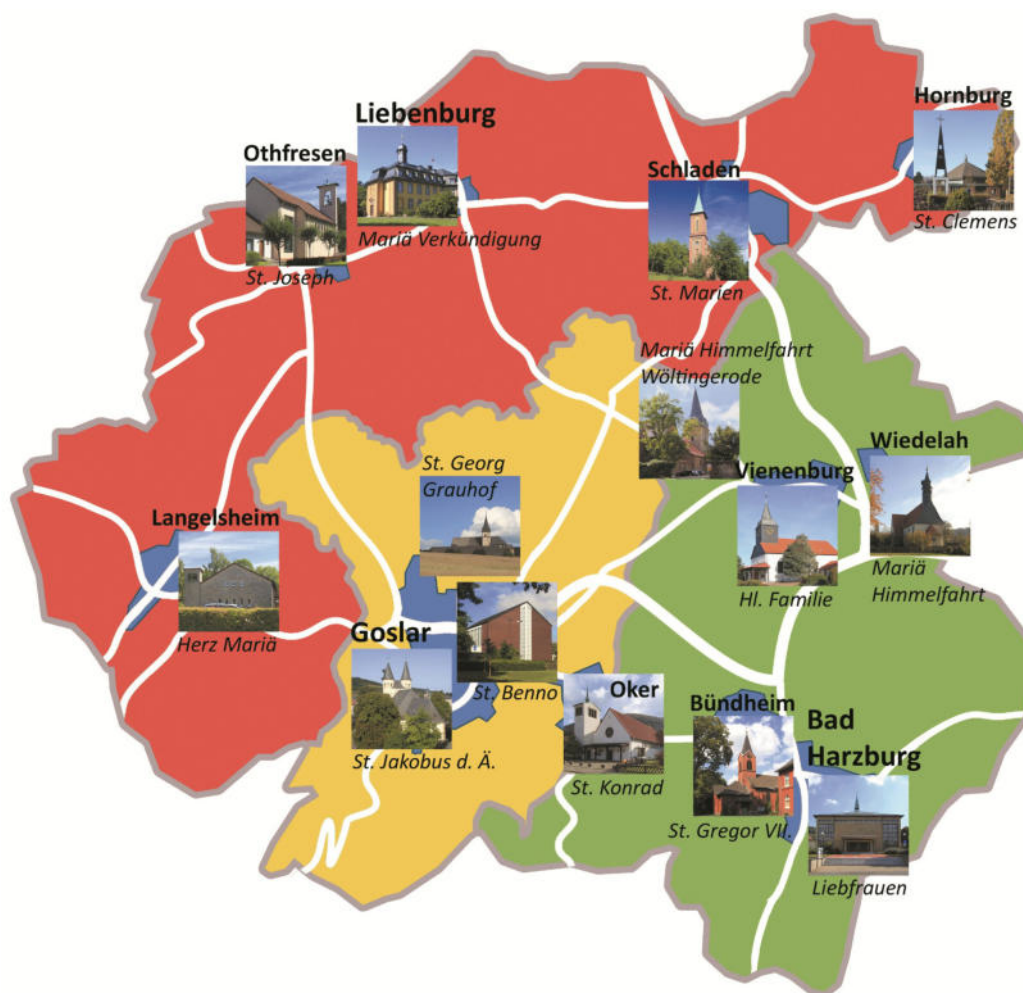 Hornburg
St. Clemens
Liebenburg
Mariä Verkündigung
Othfresen
St. Joseph
Schladen
St. Marien
Mariä Himmelfahrt
Wöltingerode
St. Georg
Grauhof
Vienenburg
Hl. Familie
Wiedelah
Mariä
Himmelfahrt
Langelsheim
Herz Mariä
Goslar
St. Jakobus d. Ä.
St. Benno
Oker
St. Konrad
Bündheim
St. Gregor VII.
Bad
Harzburg
Liebfrauen